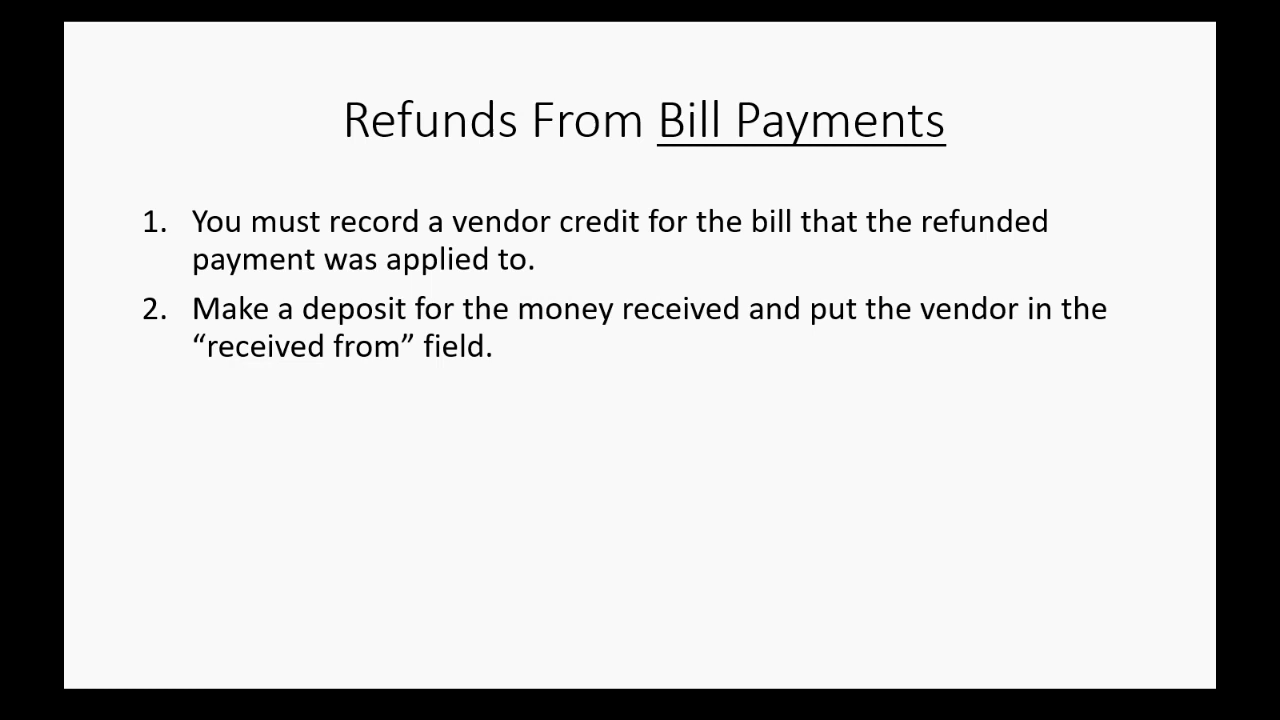 Refunds From Bill Payments
1. You must record a vendor credit for the bill that the refunded
payment was applied to.
2. Make a deposit for the money received and put the vendor in the
“received from” field.